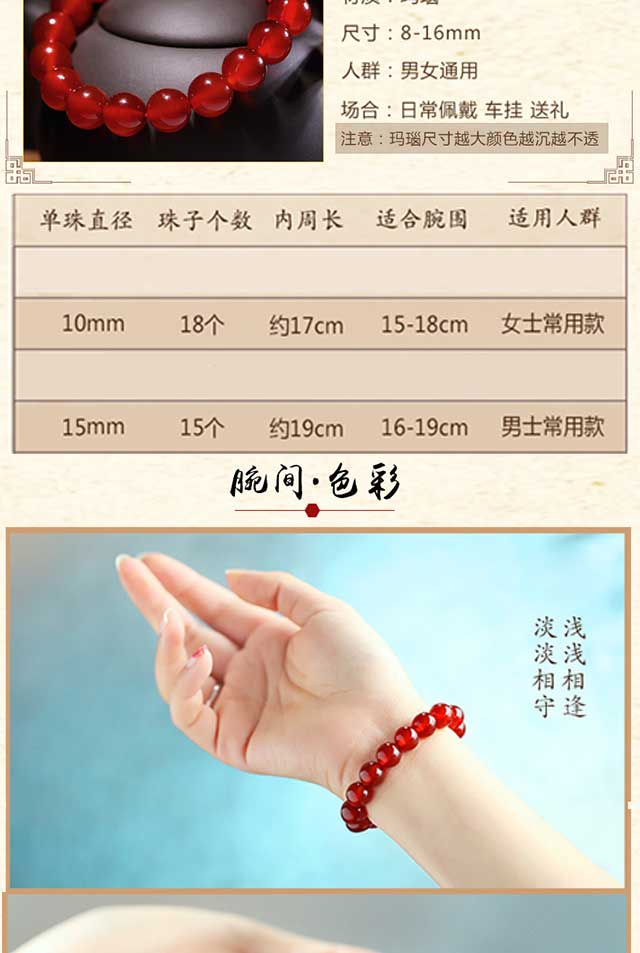 尺寸：8-16mm
人群：男女通用
场合：日常佩戴 车挂 送礼
注意：玛瑙尺寸越大颜色越沉越不透
单珠直径 珠子个数 内周长 适合腕围 适用人群
10mm 18个 约17cm 15-18cm 女士常用款
15mm 15个 约19cm 16-19cm 男士常用款
腕间·色彩
浅浅相逢
淡淡相守